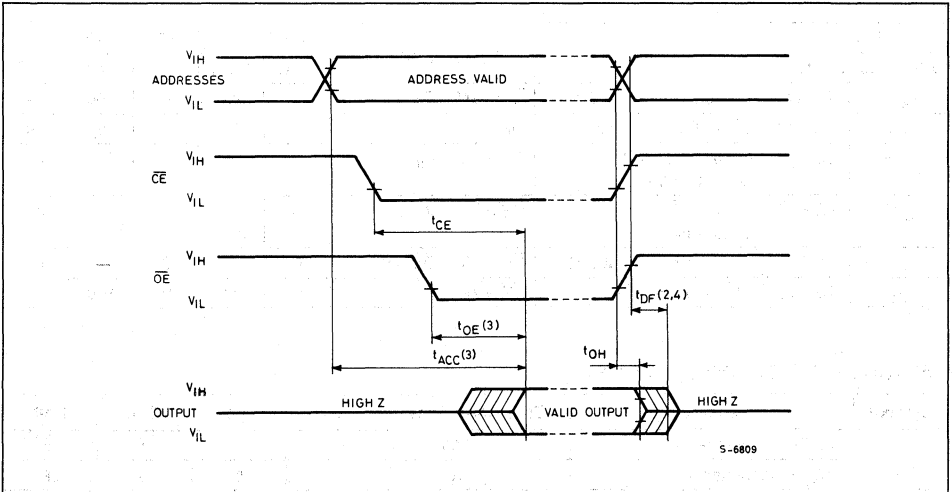 VIH
ADDRESSES
ADDRESS VALID
VIL
VIH
CE
VIL
tCE
VIH
OE
VIL
tDF(2,4)
tOE(3)
tOH
tACC(3)
VIH
HIGH Z
OUTPUT
VALID OUTPUT
HIGH Z
VIL
S-6809